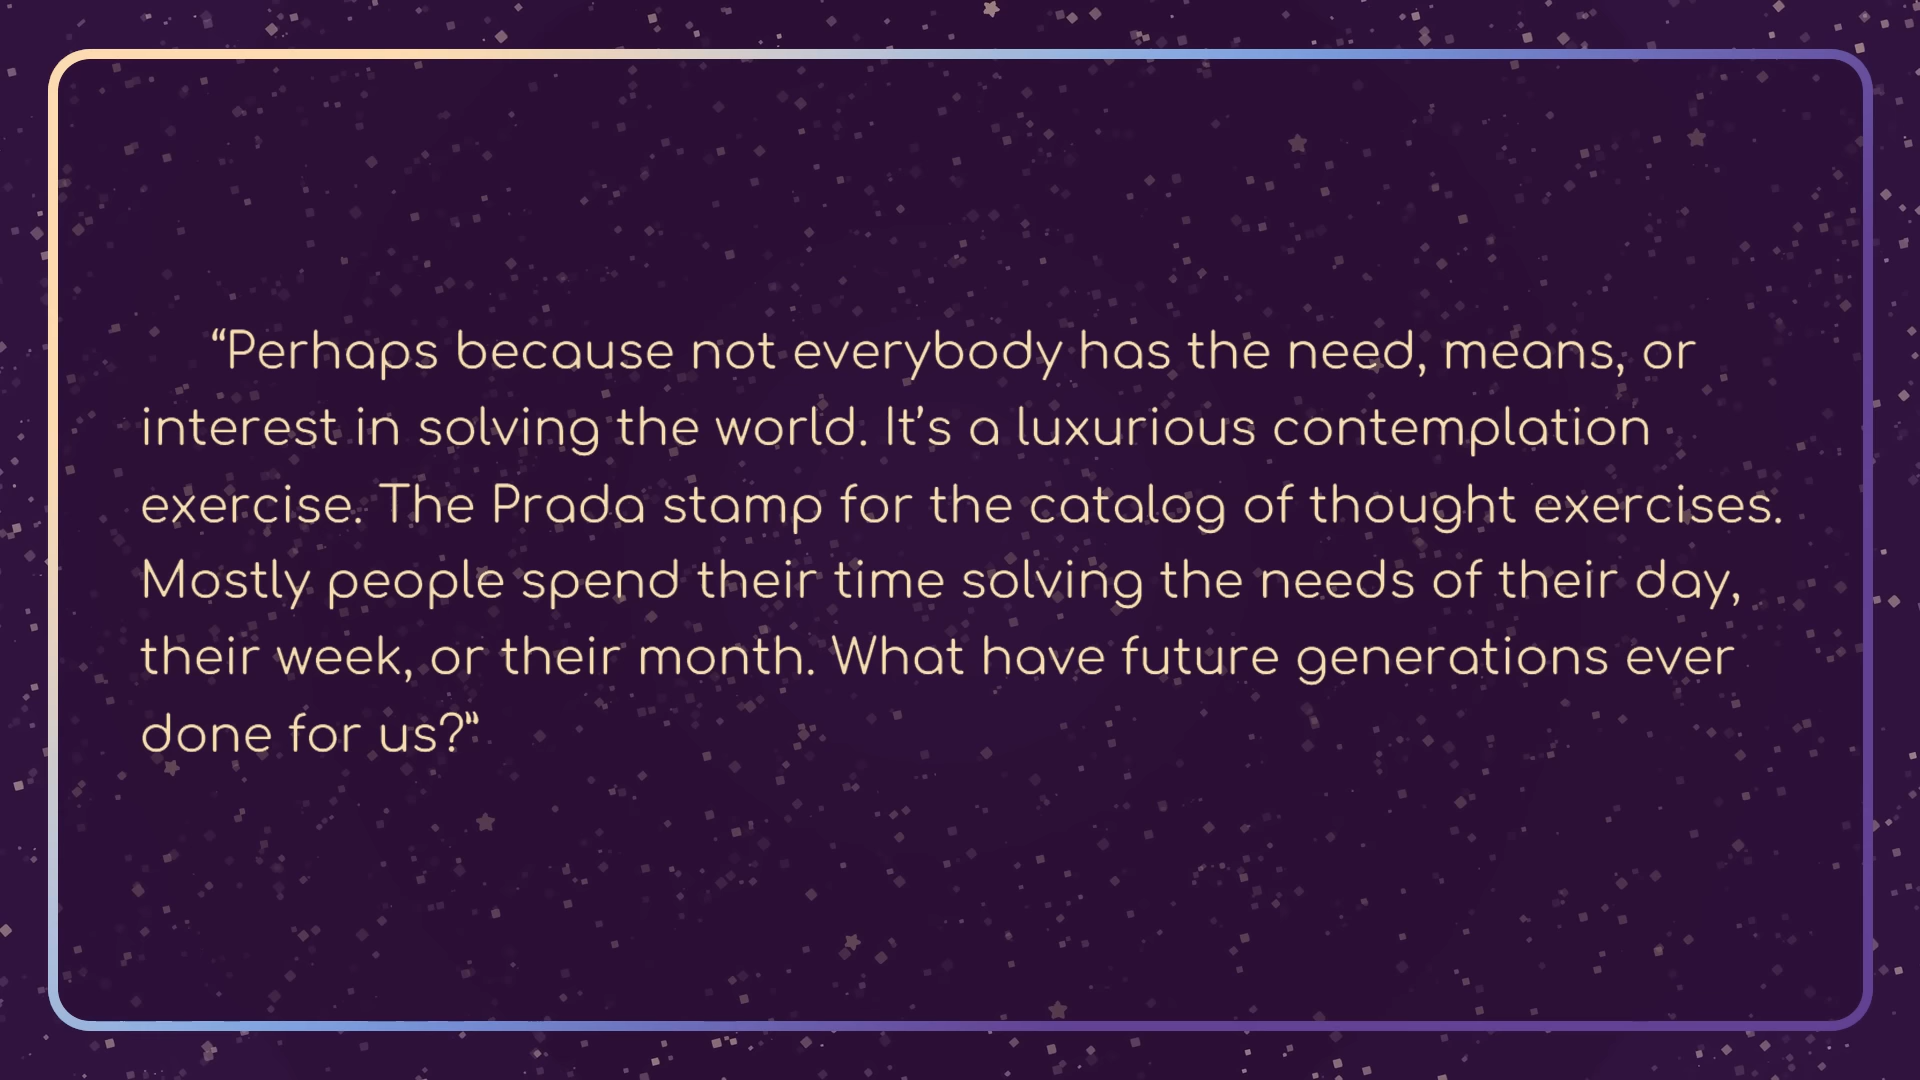 “Perhaps because not everybody has the need, means, or
interest in solving the world. It’s a luxurious contemplation
exercise. The Prada stamp for the catalog of thought exercises.
Mostly people spend their time solving the needs of their day,
their week, or their month. What have future generations ever
done for us?”